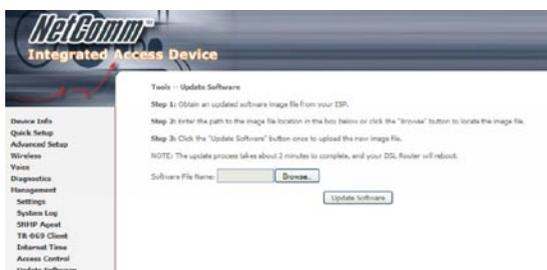 NetComm™
Integrated Access Device
Device Info
Quick Setup
Advanced Setup
Wireless
Voice
Diagnostics
Management
Settings
System Log
SNMP Agent
TR-069 Client
Internet Time
Access Control
Update Software
Tools -- Update Software
Step 1: Obtain an updated software image file from your ISP.
Step 2: Enter the path to the image file location in the box below or click the "Browse" button to locate the image file.
Step 3: Click the "Update Software" button once to upload the new image file.
NOTE: The update process takes about 2 minutes to complete, and your DSL Router will reboot.
Software File Name: Browse...
Update Software